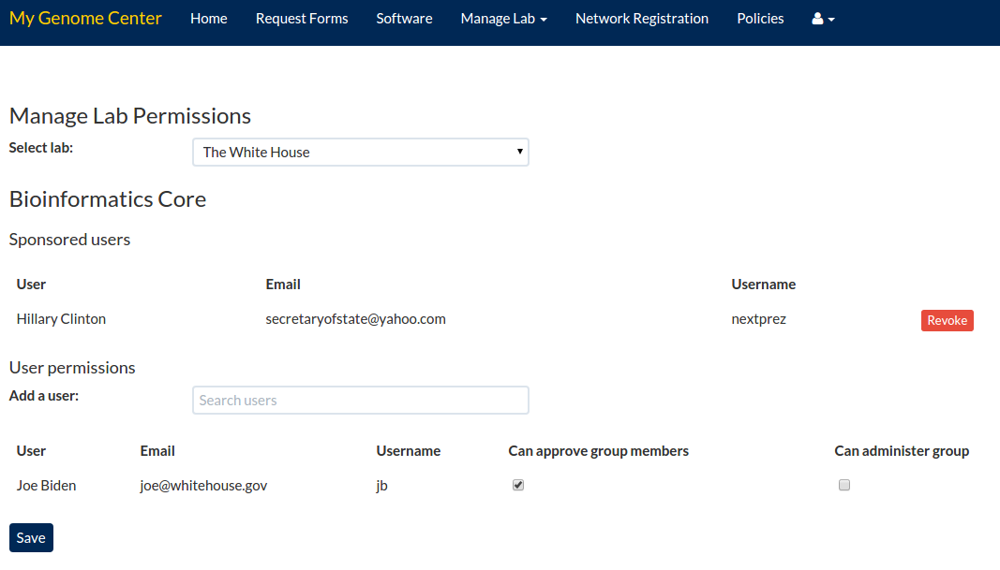 My Genome Center Home Request Forms Software Manage Lab Network Registration Policies
Manage Lab Permissions
Select lab: The White House
Bioinformatics Core
Sponsored users
User Email Username
Hillary Clinton secretaryofstate@yahoo.com nextprez Revoke
User permissions
Add a user: Search users
User Email Username Can approve group members Can administer group
Joe Biden joe@whitehouse.gov jb
Save